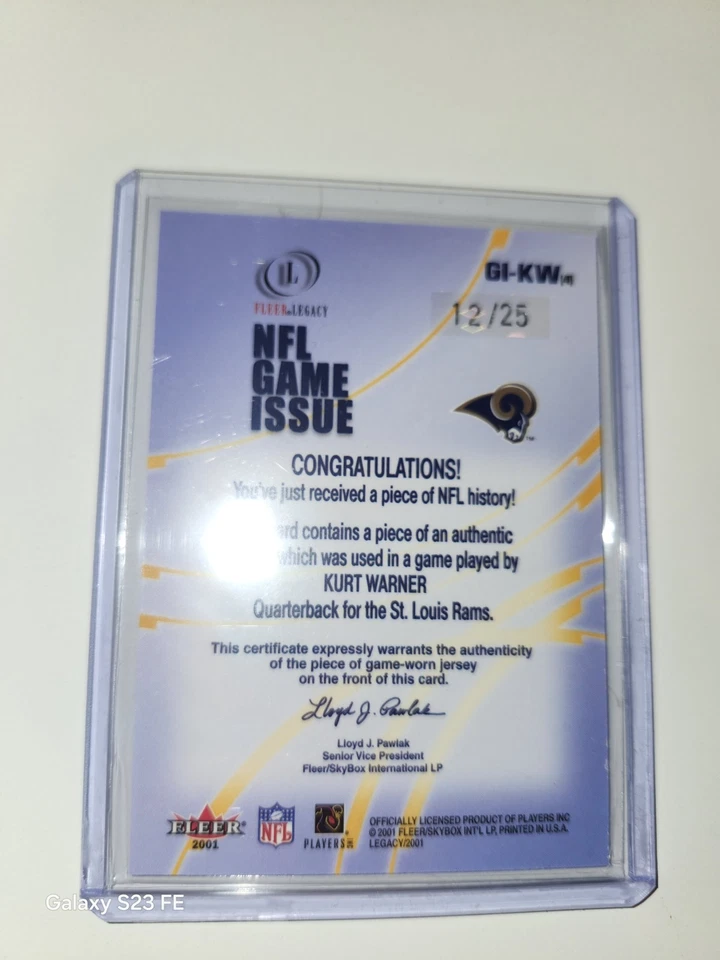 GI-KW
12/25
FLEER LEGACY
NFL
GAME
ISSUE
CONGRATULATIONS!
You've just received a piece of NFL history!
contains a piece of an authentic
which was used in a game played by
KURT WARNER
Quarterback for the St. Louis Rams.
This certificate expressly warrants the authenticity
of the piece of game-worn jersey
on the front of this card.
Lloyd J. Pawlak
Lloyd J. Pawlak
Senior Vice President
Fleer/SkyBox International LP
FLEER
2001
NFL
PLAYERS INC
OFFICIALLY LICENSED PRODUCT OF PLAYERS INC
© 2001 FLEER/SKYBOX INT'L LP, PRINTED IN U.S.A.
LEGACY/2001
Galaxy S23 FE